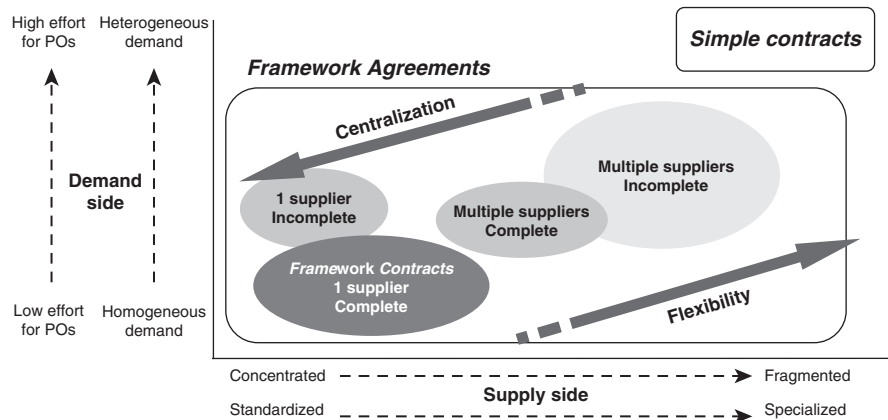 High effort
for POs
Heterogeneous
demand
Simple contracts
Framework Agreements
Centralization
Multiple suppliers
Incomplete
Demand
side
1 supplier
Incomplete
Multiple suppliers
Complete
Framework Contracts
1 supplier
Complete
Flexibility
Low effort
for POs
Homogeneous
demand
Concentrated
Fragmented
Supply side
Standardized
Specialized